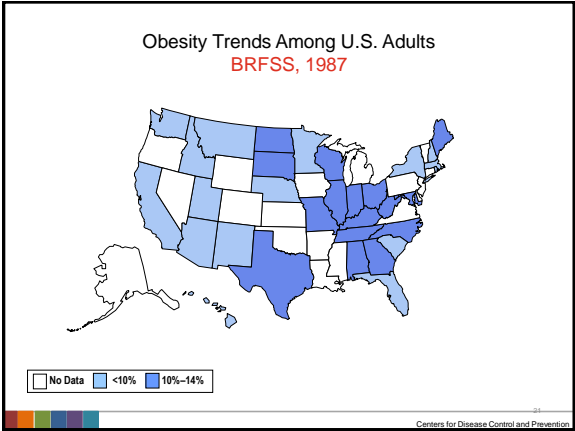 Obesity Trends Among U.S. Adults
BRFSS, 1987
No Data <10% 10%–14%
21
Centers for Disease Control and Prevention